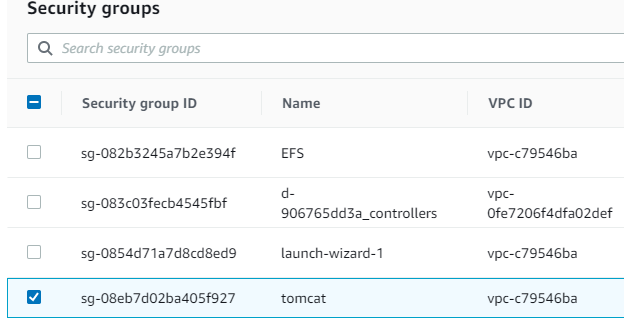 Security groups
Search security groups
Security group ID Name VPC ID
sg-082b3245a7b2e394f EFS vpc-c79546ba
d- vpc-
sg-083c03fecb4545fbf 906765dd3a_controllers 0fe7206f4dfa02def
sg-0854d71a7d8cd8ed9 launch-wizard-1 vpc-c79546ba
sg-08eb7d02ba405f927 tomcat vpc-c79546ba